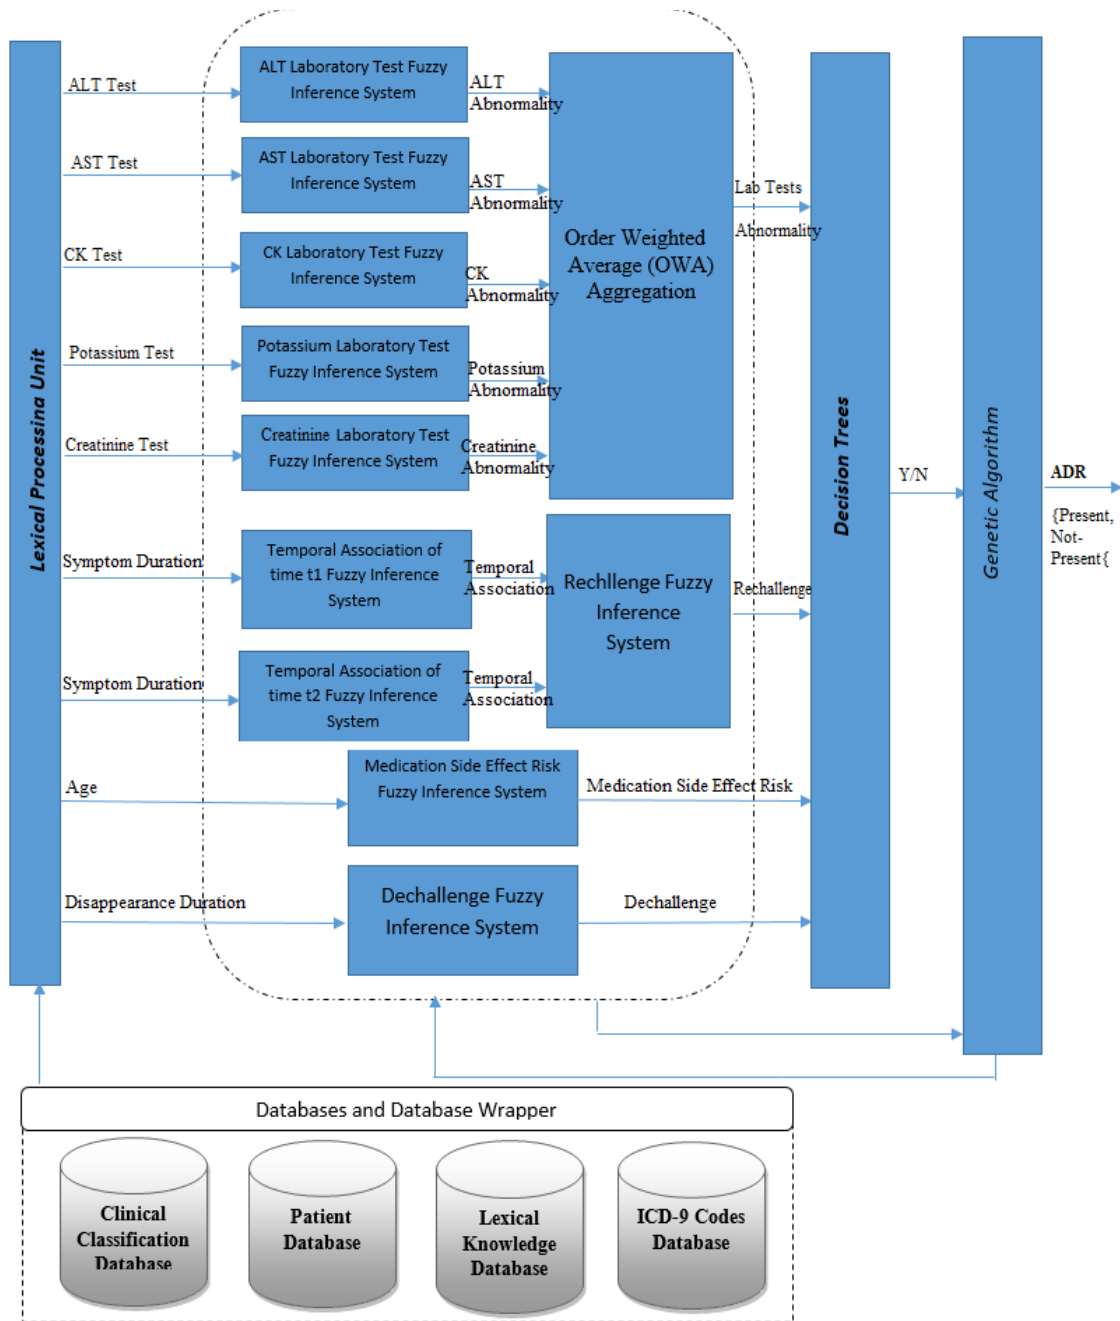 Lexical Processina Unit
ALT Test
ALT Laboratory Test Fuzzy
Inference System
ALT
Abnormality
AST Test
AST Laboratory Test Fuzzy
Inference System
AST
Abnormality
CK Test
CK Laboratory Test Fuzzy
Inference System
CK
Abnormality
Potassium Test
Potassium Laboratory Test
Fuzzy Inference System
Potassium
Abnormality
Creatinine Test
Creatinine Laboratory Test
Fuzzy Inference System
Creatinine
Abnormality
Order Weighted
Average (OWA)
Aggregation
Lab Tests
Abnormality
Symptom Duration
Temporal Association of
time t1 Fuzzy Inference
System
Temporal
Association
Symptom Duration
Temporal Association of
time t2 Fuzzy Inference
System
Temporal
Association
Rechllenge Fuzzy
Inference
System
Rechallenge
Age
Medication Side Effect Risk
Fuzzy Inference System
Medication Side Effect Risk
Disappearance Duration
Dechallenge Fuzzy
Inference System
Dechallenge
Decision Trees
Y/N
Genetic Algorithm
ADR
{Present,
Not-
Present{
Databases and Database Wrapper
Clinical
Classification
Database
Patient
Database
Lexical
Knowledge
Database
ICD-9 Codes
Database